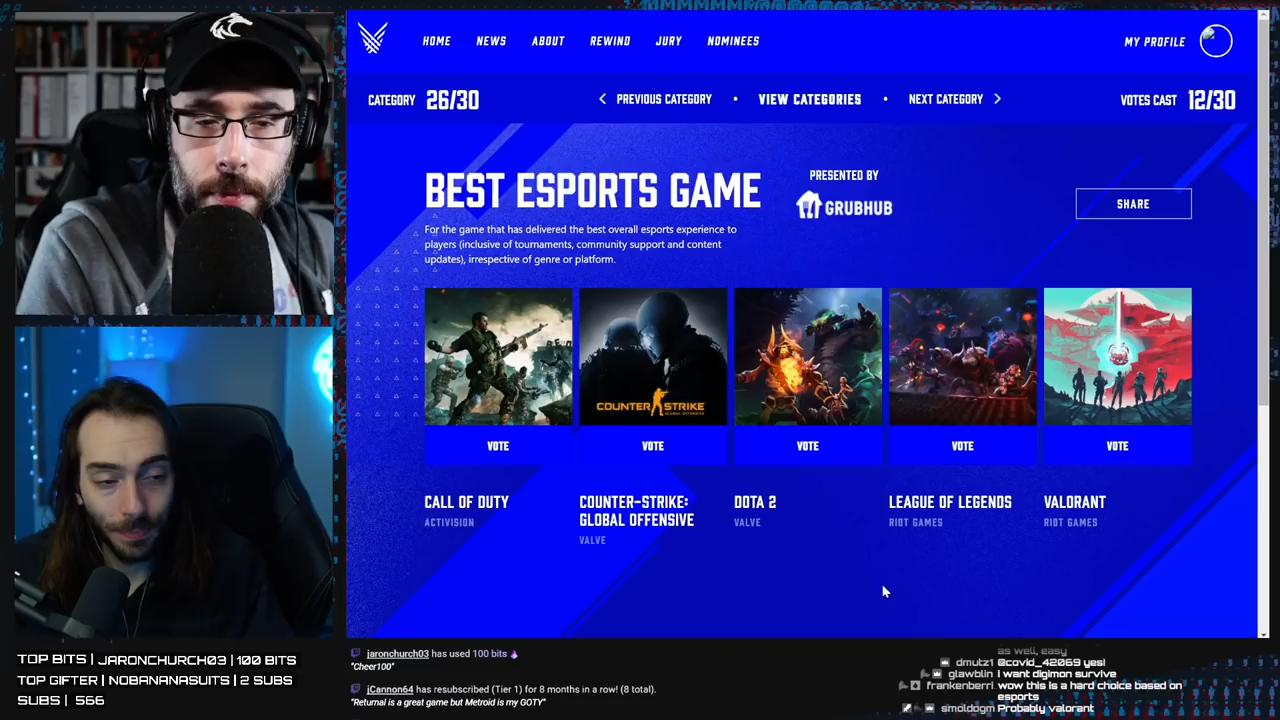 HOME NEWS ABOUT REWIND JURY NOMINEES
MY PROFILE
CATEGORY 26/30
PREVIOUS CATEGORY • VIEW CATEGORIES • NEXT CATEGORY
VOTES CAST 12/30
BEST ESPORTS GAME
PRESENTED BY
GRUBHUB
SHARE
For the game that has delivered the best overall esports experience to
players (inclusive of tournaments, community support and content
updates), irrespective of genre or platform.
COUNTER STRIKE
GLOBAL OFFENSIVE
VOTE VOTE VOTE VOTE VOTE
CALL OF DUTY
ACTIVISION
COUNTER-STRIKE:
GLOBAL OFFENSIVE
VALVE
DOTA 2
VALVE
LEAGUE OF LEGENDS
RIOT GAMES
VALORANT
RIOT GAMES
TOP BITS | JARONCHURCH03 | 100 BITS
TOP GIFTER | NOBANANASUITS | 2 SUBS
SUBS | 566
jaronchurch03 has used 100 bits
"Cheer100"
jCannon64 has resubscribed (Tier 1) for 8 months in a row! (8 total).
"Returnal is a great game but Metroid is my GOTY"
as well, easy
dmutz1 @covid_42069 yes!
glawblin I want digimon survive
frankenberri wow this is a hard choice based on
esports
smoldogm Probably valorant